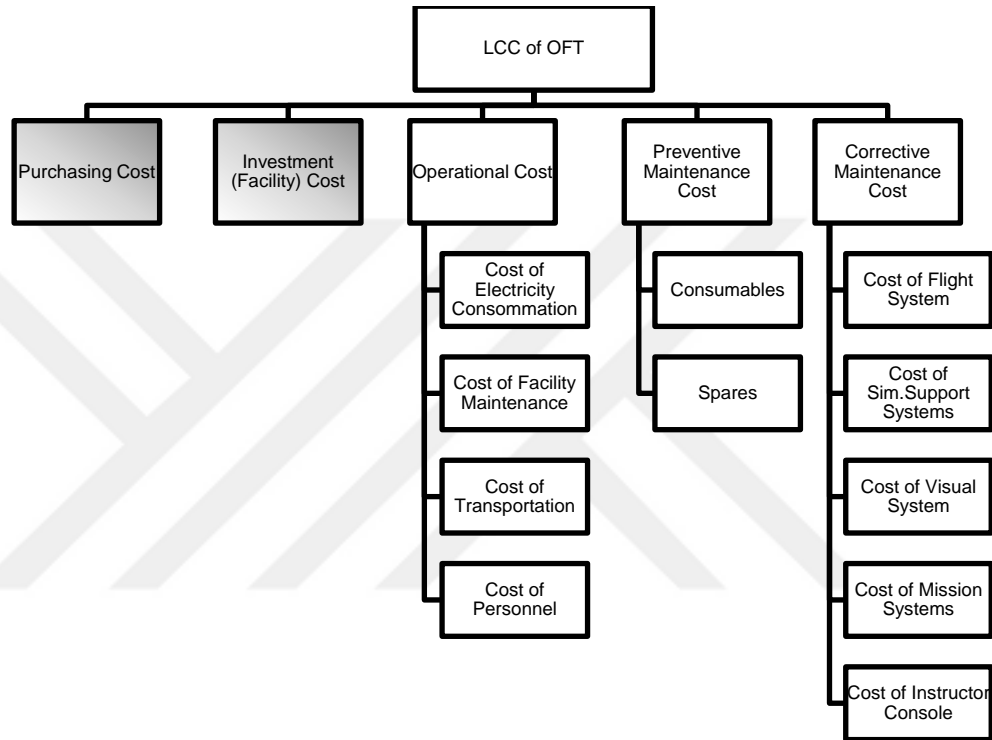 LCC of OFT
Purchasing Cost
Investment
(Facility) Cost
Operational Cost
Preventive
Maintenance
Cost
Corrective
Maintenance
Cost
Cost of
Electricity
Consommation
Cost of Facility
Maintenance
Cost of
Transportation
Cost of
Personnel
Consumables
Spares
Cost of Flight
System
Cost of
Sim.Support
Systems
Cost of Visual
System
Cost of Mission
Systems
Cost of Instructor
Console